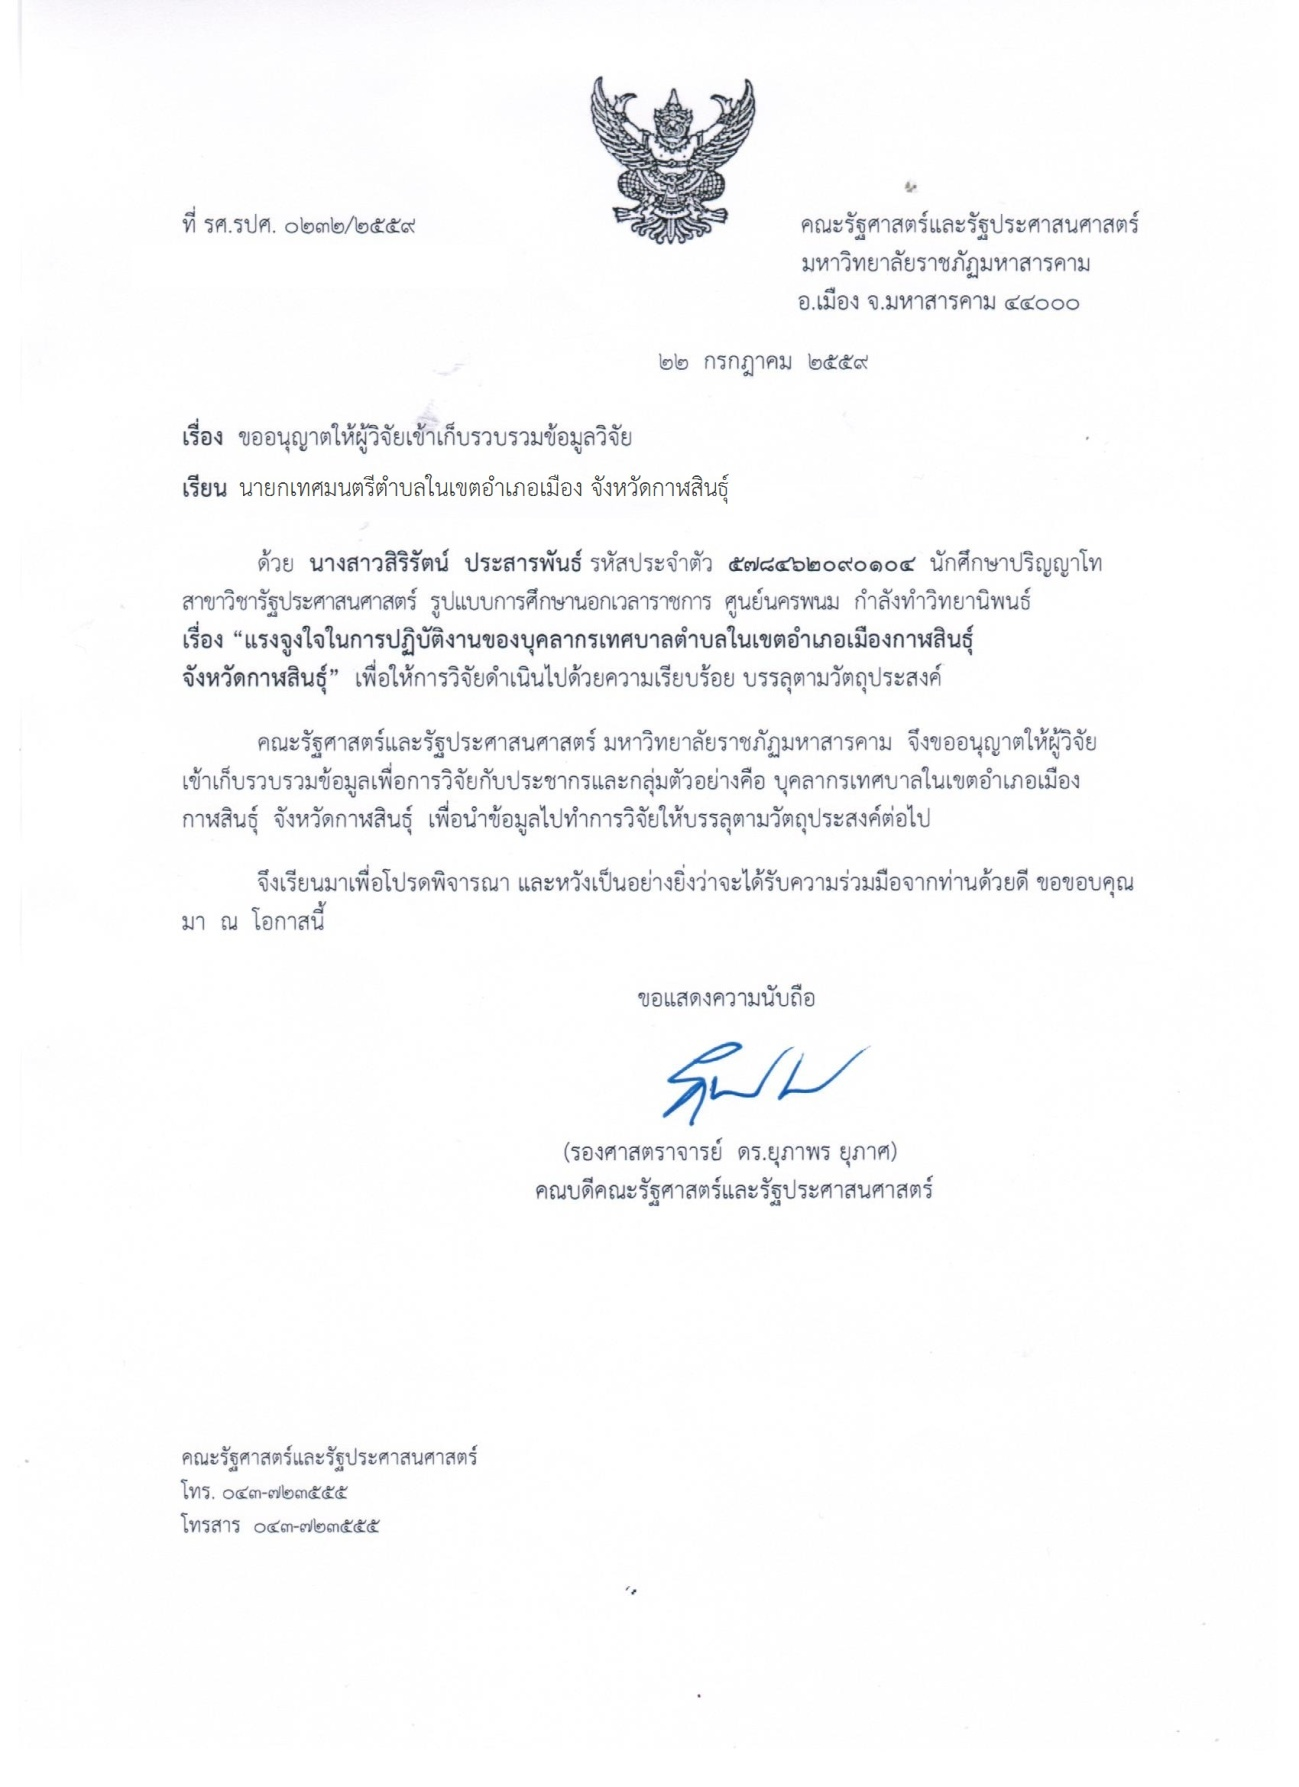 ที่ รศ.รปศ. ๐๒๓๒/๒๕๕๙
คณะรัฐศาสตร์และรัฐประศาสนศาสตร์
มหาวิทยาลัยราชภัฏมหาสารคาม
อ.เมือง จ.มหาสารคาม ๔๔๐๐๐
๒๒ กรกฎาคม ๒๕๕๙
เรื่อง ขออนุญาตให้ผู้วิจัยเข้าเก็บรวบรวมข้อมูลวิจัย
เรียน นายกเทศมนตรีตำบลในเขตอำเภอเมือง จังหวัดกาฬสินธุ์
ด้วย นางสาวสิริรัตน์ ประสารพันธ์ รหัสประจำตัว ๕๗๘๔๖๒๐๙๐๑๐๔ นักศึกษาปริญญาโท
สาขาวิชารัฐประศาสนศาสตร์ รูปแบบการศึกษานอกเวลาราชการ ศูนย์นครพนม กำลังทำวิทยานิพนธ์
เรื่อง “แรงจูงใจในการปฏิบัติงานของบุคลากรเทศบาลตำบลในเขตอำเภอเมืองกาฬสินธุ์
จังหวัดกาฬสินธุ์” เพื่อให้การวิจัยดำเนินไปด้วยความเรียบร้อย บรรลุตามวัตถุประสงค์
คณะรัฐศาสตร์และรัฐประศาสนศาสตร์ มหาวิทยาลัยราชภัฏมหาสารคาม จึงขออนุญาตให้ผู้วิจัย
เข้าเก็บรวบรวมข้อมูลเพื่อการวิจัยกับประชากรและกลุ่มตัวอย่างคือ บุคลากรเทศบาลในเขตอำเภอเมือง
กาฬสินธุ์ จังหวัดกาฬสินธุ์ เพื่อนำข้อมูลไปทำการวิจัยให้บรรลุตามวัตถุประสงค์ต่อไป
จึงเรียนมาเพื่อโปรดพิจารณา และหวังเป็นอย่างยิ่งว่าจะได้รับความร่วมมือจากท่านด้วยดี ขอขอบคุณ
มา ณ โอกาสนี้
ขอแสดงความนับถือ
(รองศาสตราจารย์ ดร.ยุภาพร ยุภาศ)
คณบดีคณะรัฐศาสตร์และรัฐประศาสนศาสตร์
คณะรัฐศาสตร์และรัฐประศาสนศาสตร์
โทร. ๐๔๓-๗๒๓๕๕๕
โทรสาร ๐๔๓-๗๒๓๕๕๕